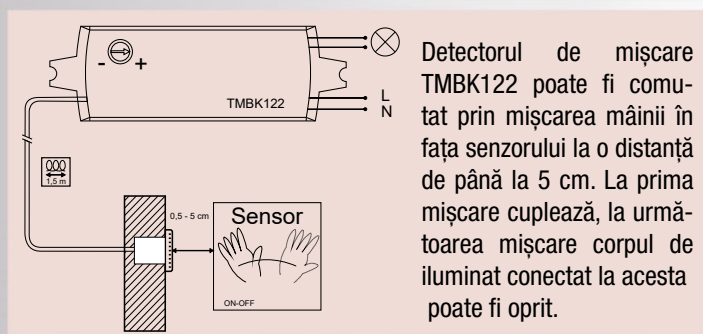 - +
TMBK122
L
N
1,5 m
0,5 - 5 cm
Sensor
ON-OFF
Detectorul de mișcare
TMBK122 poate fi comu-
tat prin mișcarea mâinii în
fața senzorului la o distanță
de până la 5 cm. La prima
mișcare cuplează, la urmă-
toarea mișcare corpul de
iluminat conectat la acesta
poate fi oprit.